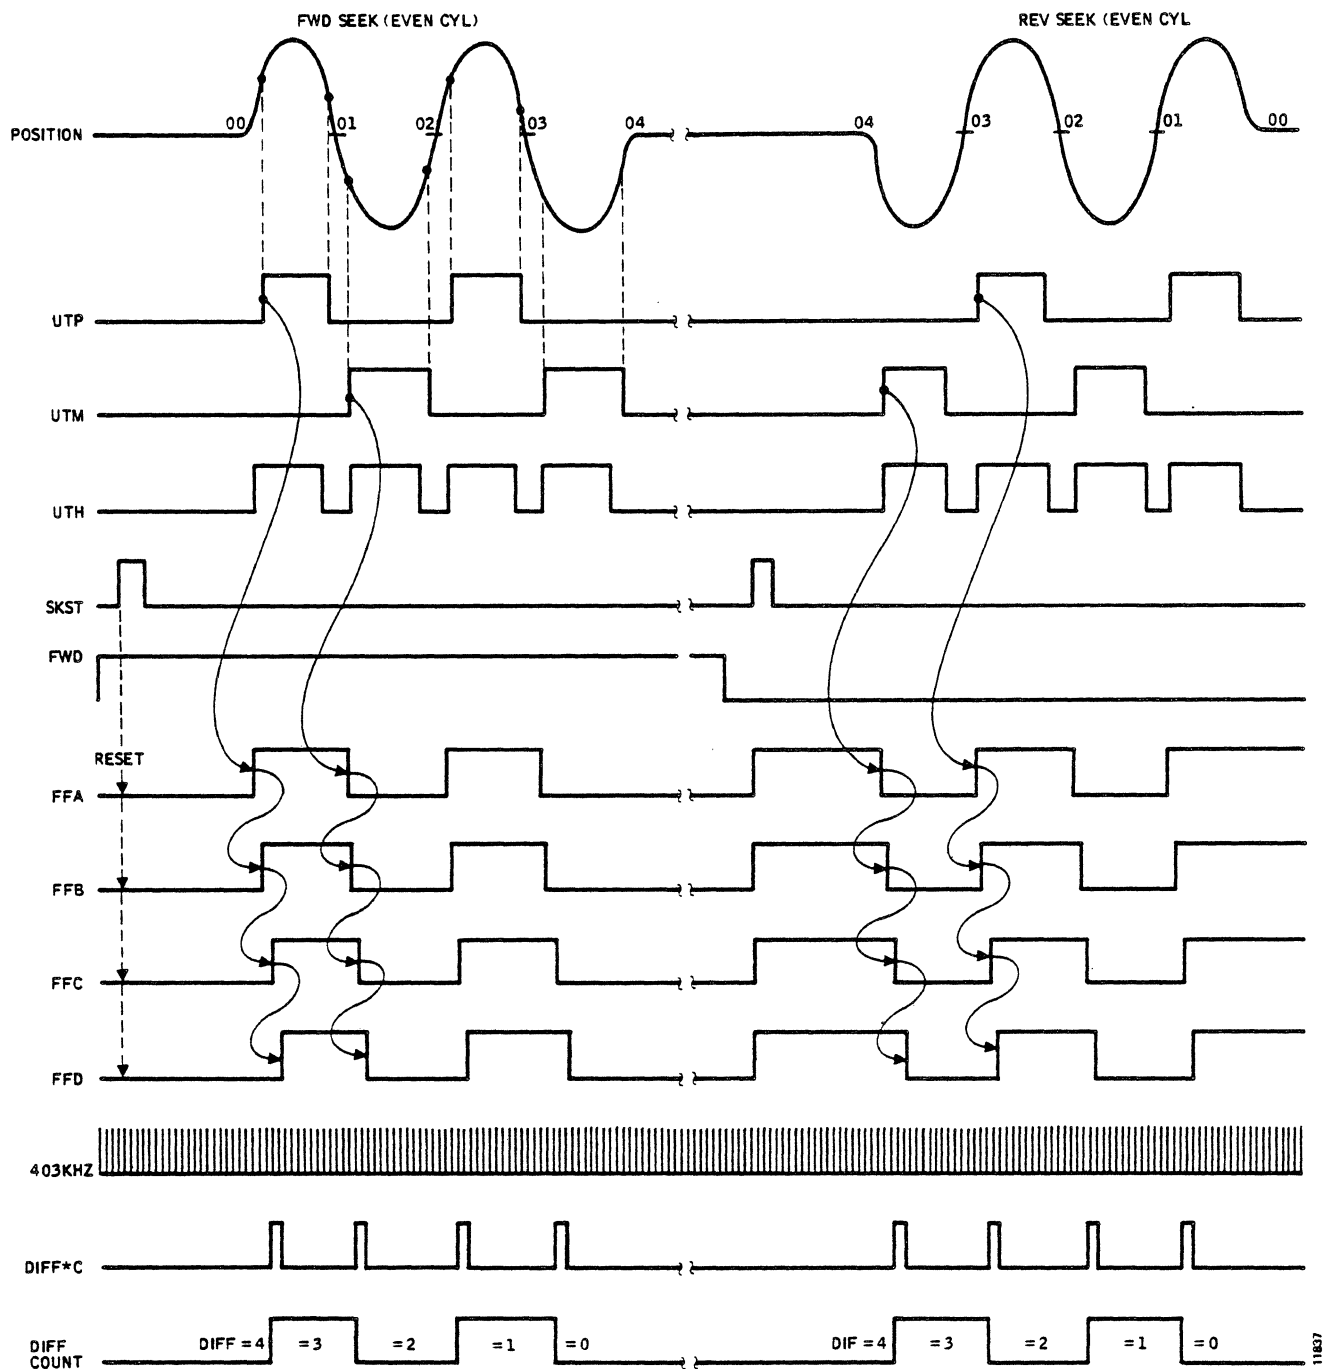 FWD SEEK (EVEN CYL)
REV SEEK (EVEN CYL
POSITION
00
01
02
03
04
04
03
02
01
00
UTP
UTM
UTH
SKST
FWD
RESET
FFA
FFB
FFC
FFD
403KHZ
DIFF*C
DIFF COUNT
DIFF = 4
= 3
= 2
= 1
= 0
DIF = 4
= 3
= 2
= 1
= 0
11837